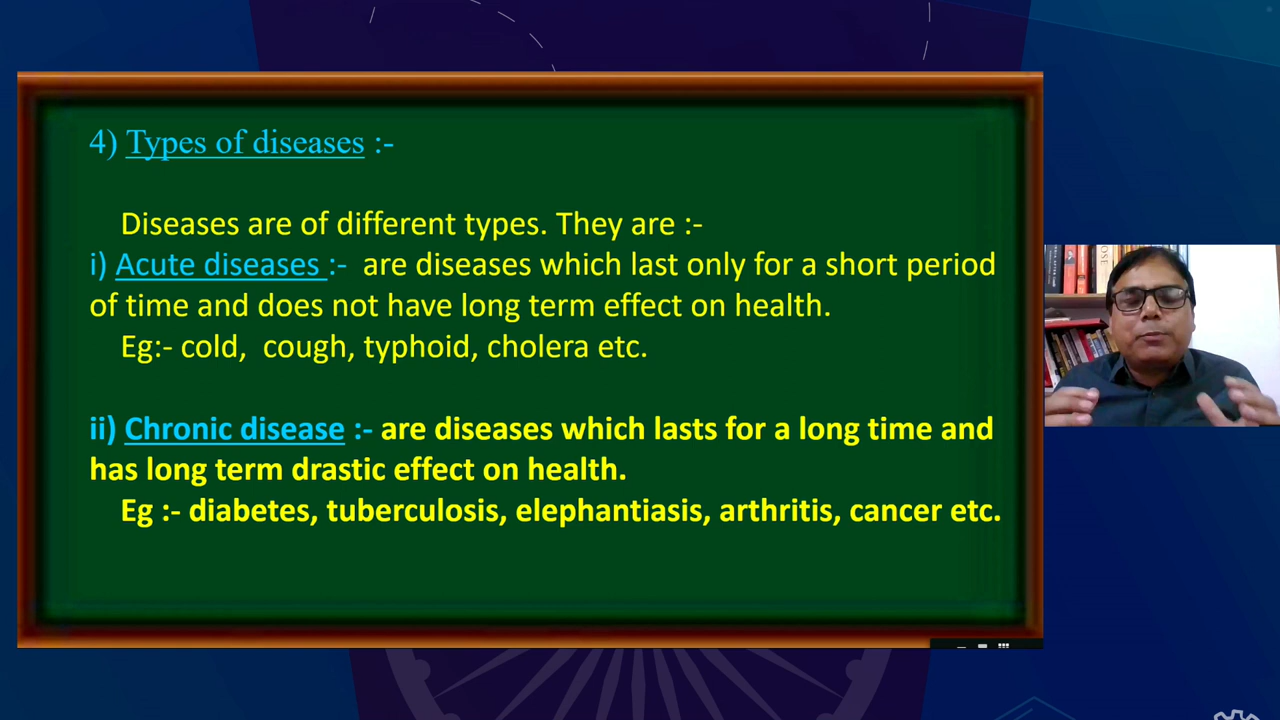 4) Types of diseases :-
Diseases are of different types. They are :-
i) Acute diseases :- are diseases which last only for a short period
of time and does not have long term effect on health.
Eg:- cold, cough, typhoid, cholera etc.
ii) Chronic disease :- are diseases which lasts for a long time and
has long term drastic effect on health.
Eg :- diabetes, tuberculosis, elephantiasis, arthritis, cancer etc.